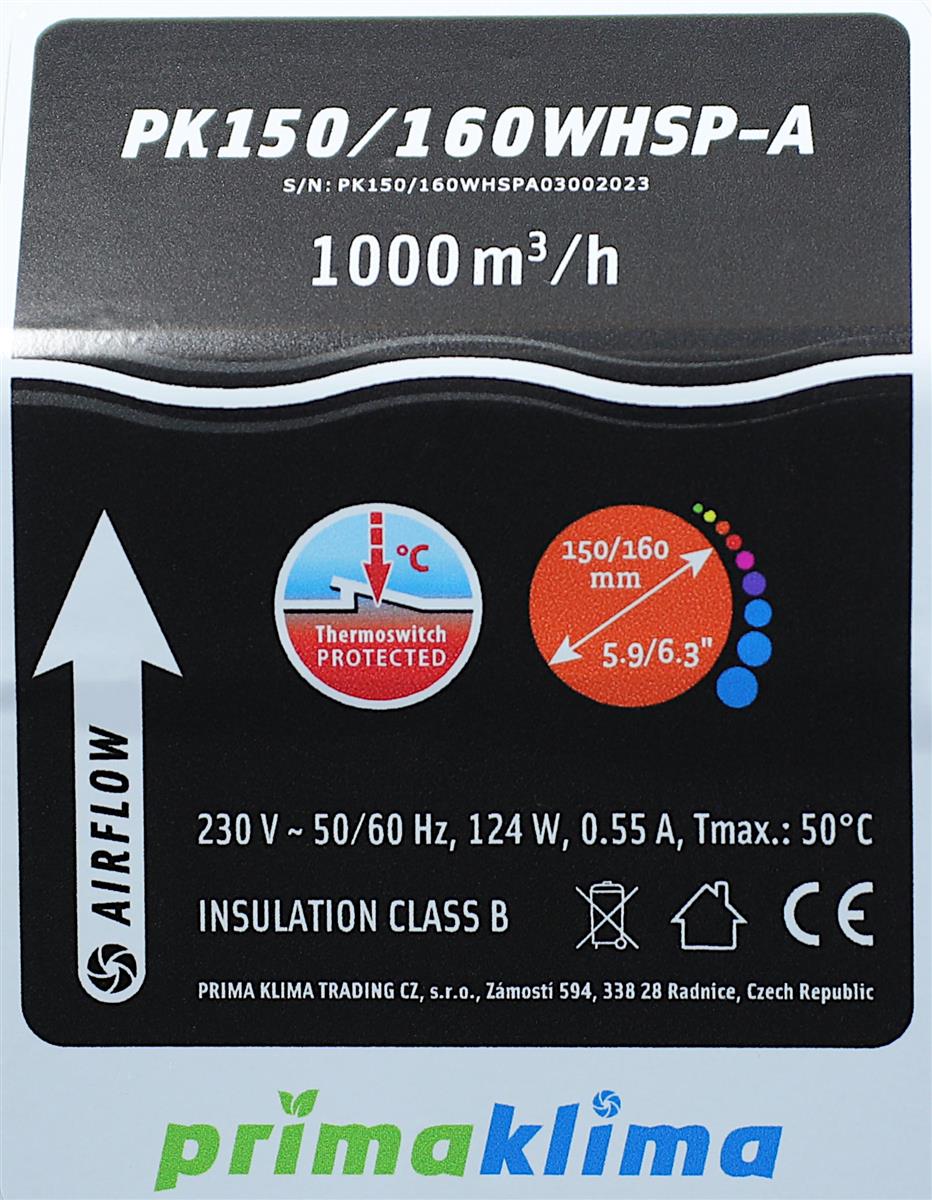 PK150/160WHSP-A
S/N: PK150/160WHSPA03002023
1000 m³/h
°C
Thermoswitch
PROTECTED
150/160
mm
5.9/6.3"
AIRFLOW
230 V ~ 50/60 Hz, 124 W, 0.55 A, Tmax.: 50°C
INSULATION CLASS B
CE
PRIMA KLIMA TRADING CZ, s.r.o., Zámostí 594, 338 28 Radnice, Czech Republic
primaklima